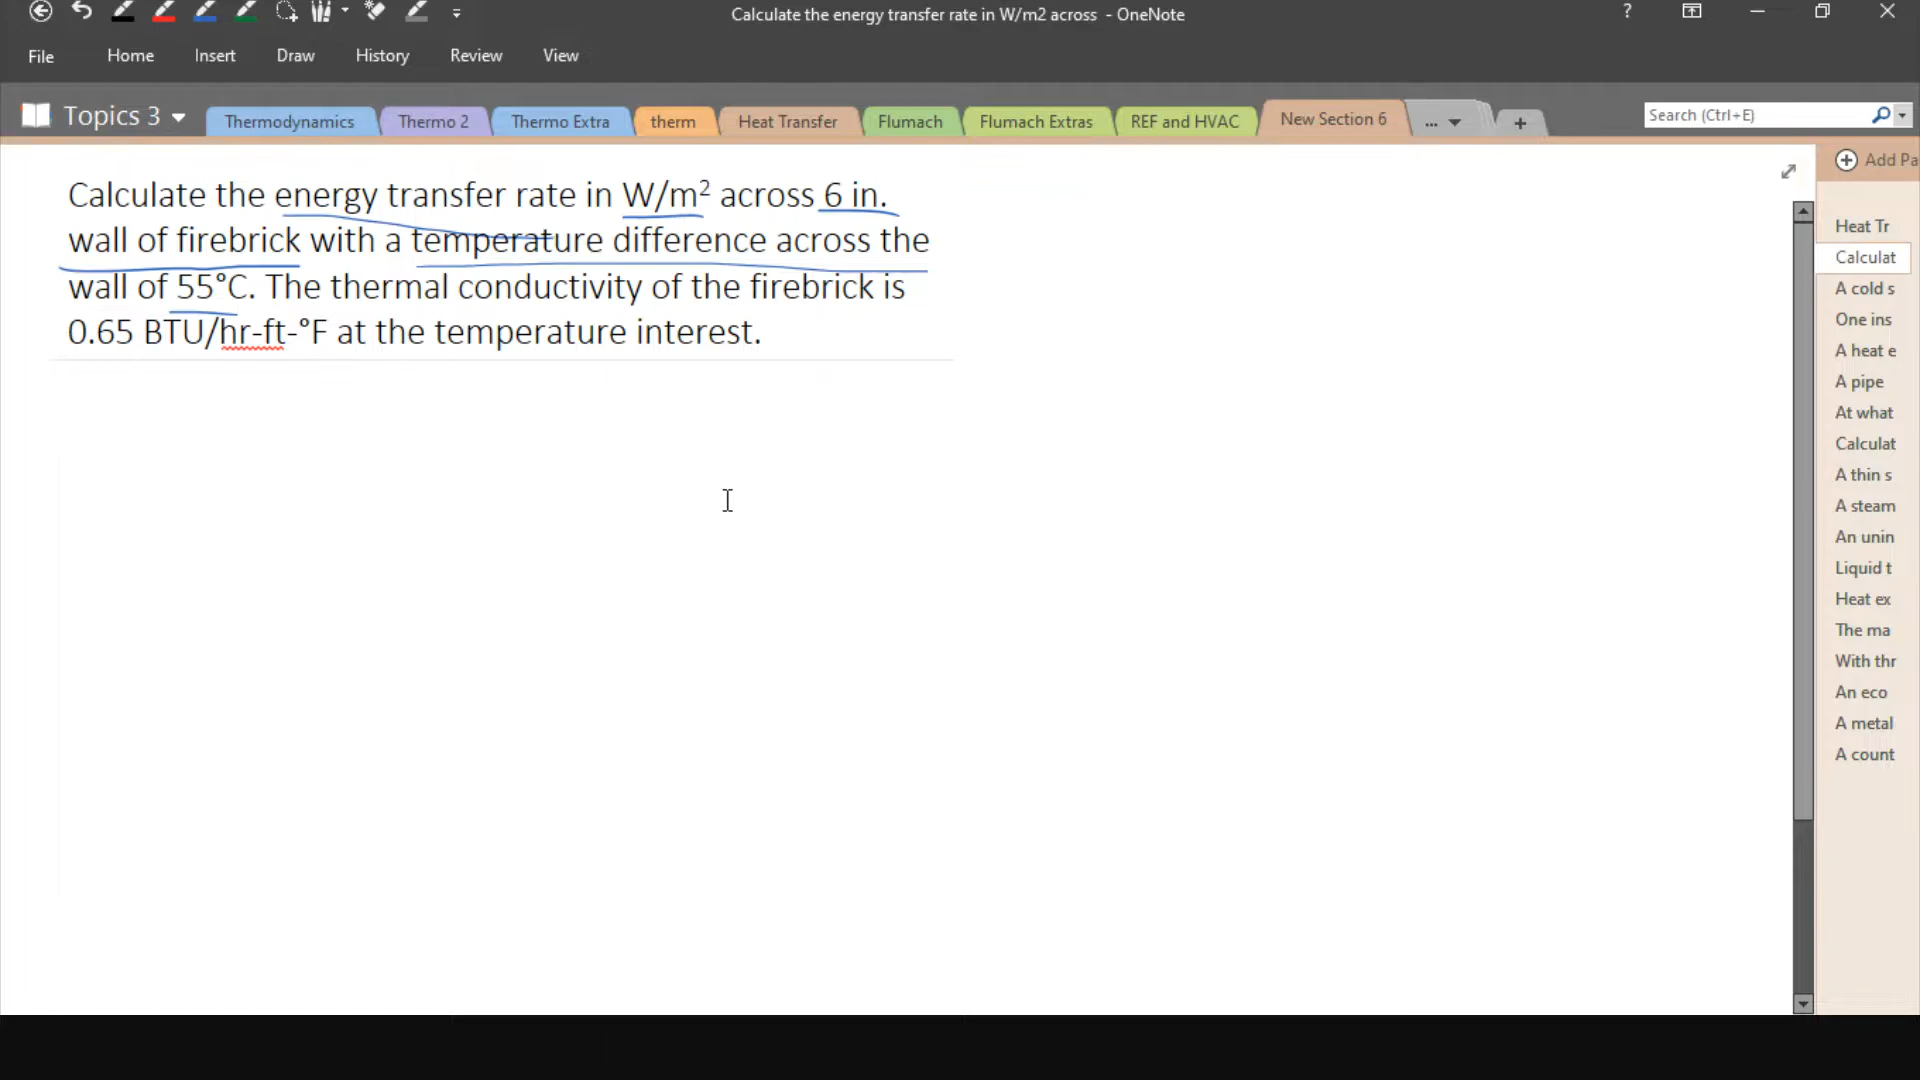 Calculate the energy transfer rate in W/m2 across - OneNote
?
File Home Insert Draw History Review View
Topics 3
Thermodynamics Thermo 2 Thermo Extra therm Heat Transfer Flumach Flumach Extras REF and HVAC New Section 6 ... +
Search (Ctrl+E)
Add Pa
Calculate the energy transfer rate in W/m² across 6 in.
wall of firebrick with a temperature difference across the
wall of 55°C. The thermal conductivity of the firebrick is
0.65 BTU/hr-ft-°F at the temperature interest.
Heat Tr
Calculat
A cold s
One ins
A heat e
A pipe
At what
Calculat
A thin s
A steam
An unin
Liquid t
Heat ex
The ma
With thr
An eco
A metal
A count